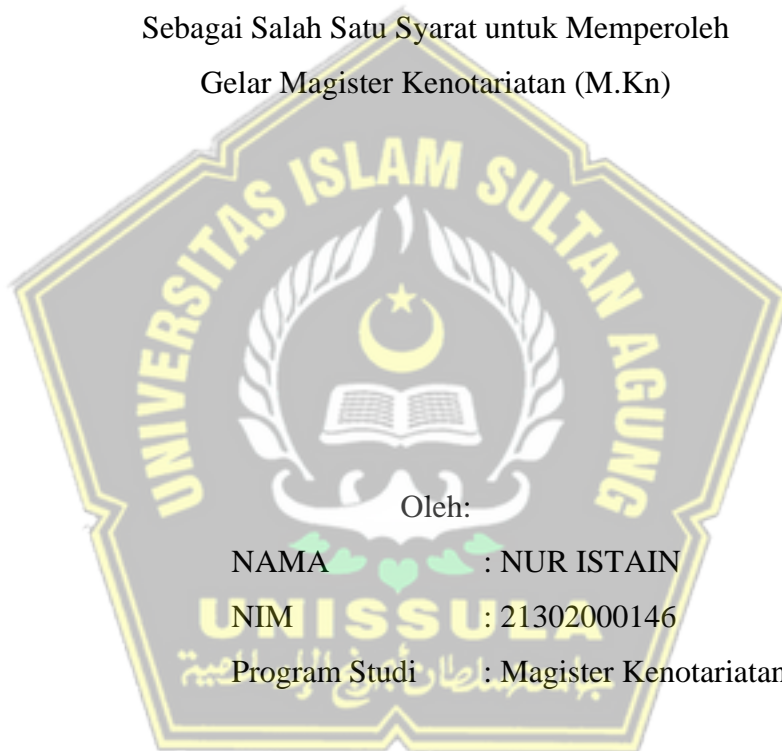 Sebagai Salah Satu Syarat untuk Memperoleh
Gelar Magister Kenotariatan (M.Kn)
UNIVERSITAS ISLAM SULTAN AGUNG
Oleh:
NAMA : NUR ISTAIN
NIM : 21302000146
UNISSULA
Program Studi : Magister Kenotariatan